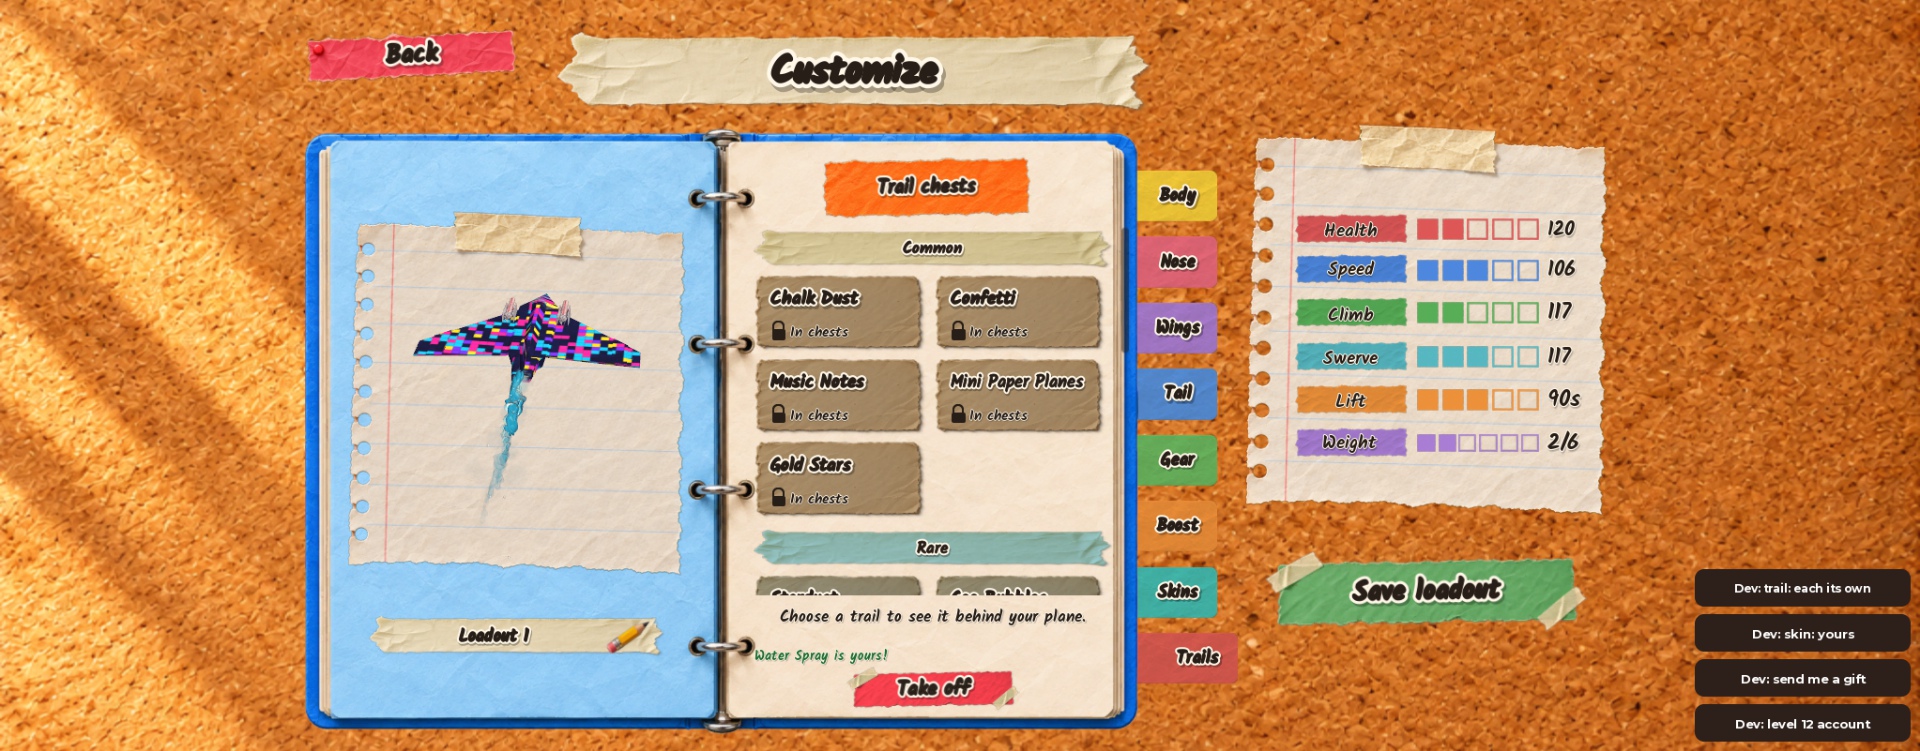 Back
Customize
Trail chests
Common
Chalk Dust
In chests
Confetti
In chests
Music Notes
In chests
Mini Paper Planes
In chests
Gold Stars
In chests
Rare
Choose a trail to see it behind your plane.
Water Spray is yours!
Take off
Loadout 1
Body
Nose
Wings
Tail
Gear
Boost
Skins
Trails
Health 120
Speed 106
Climb 117
Swerve 117
Lift 90s
Weight 2/6
Save loadout
Dev: trail: each its own
Dev: skin: yours
Dev: send me a gift
Dev: level 12 account